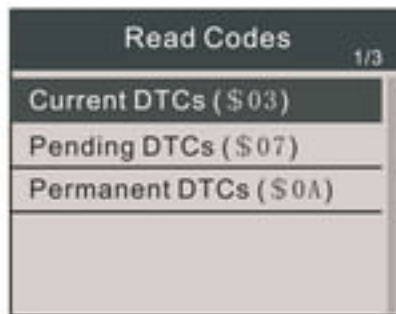 Read Codes
1/3
Current DTCs ($03)
Pending DTCs ($07)
Permanent DTCs ($0A)